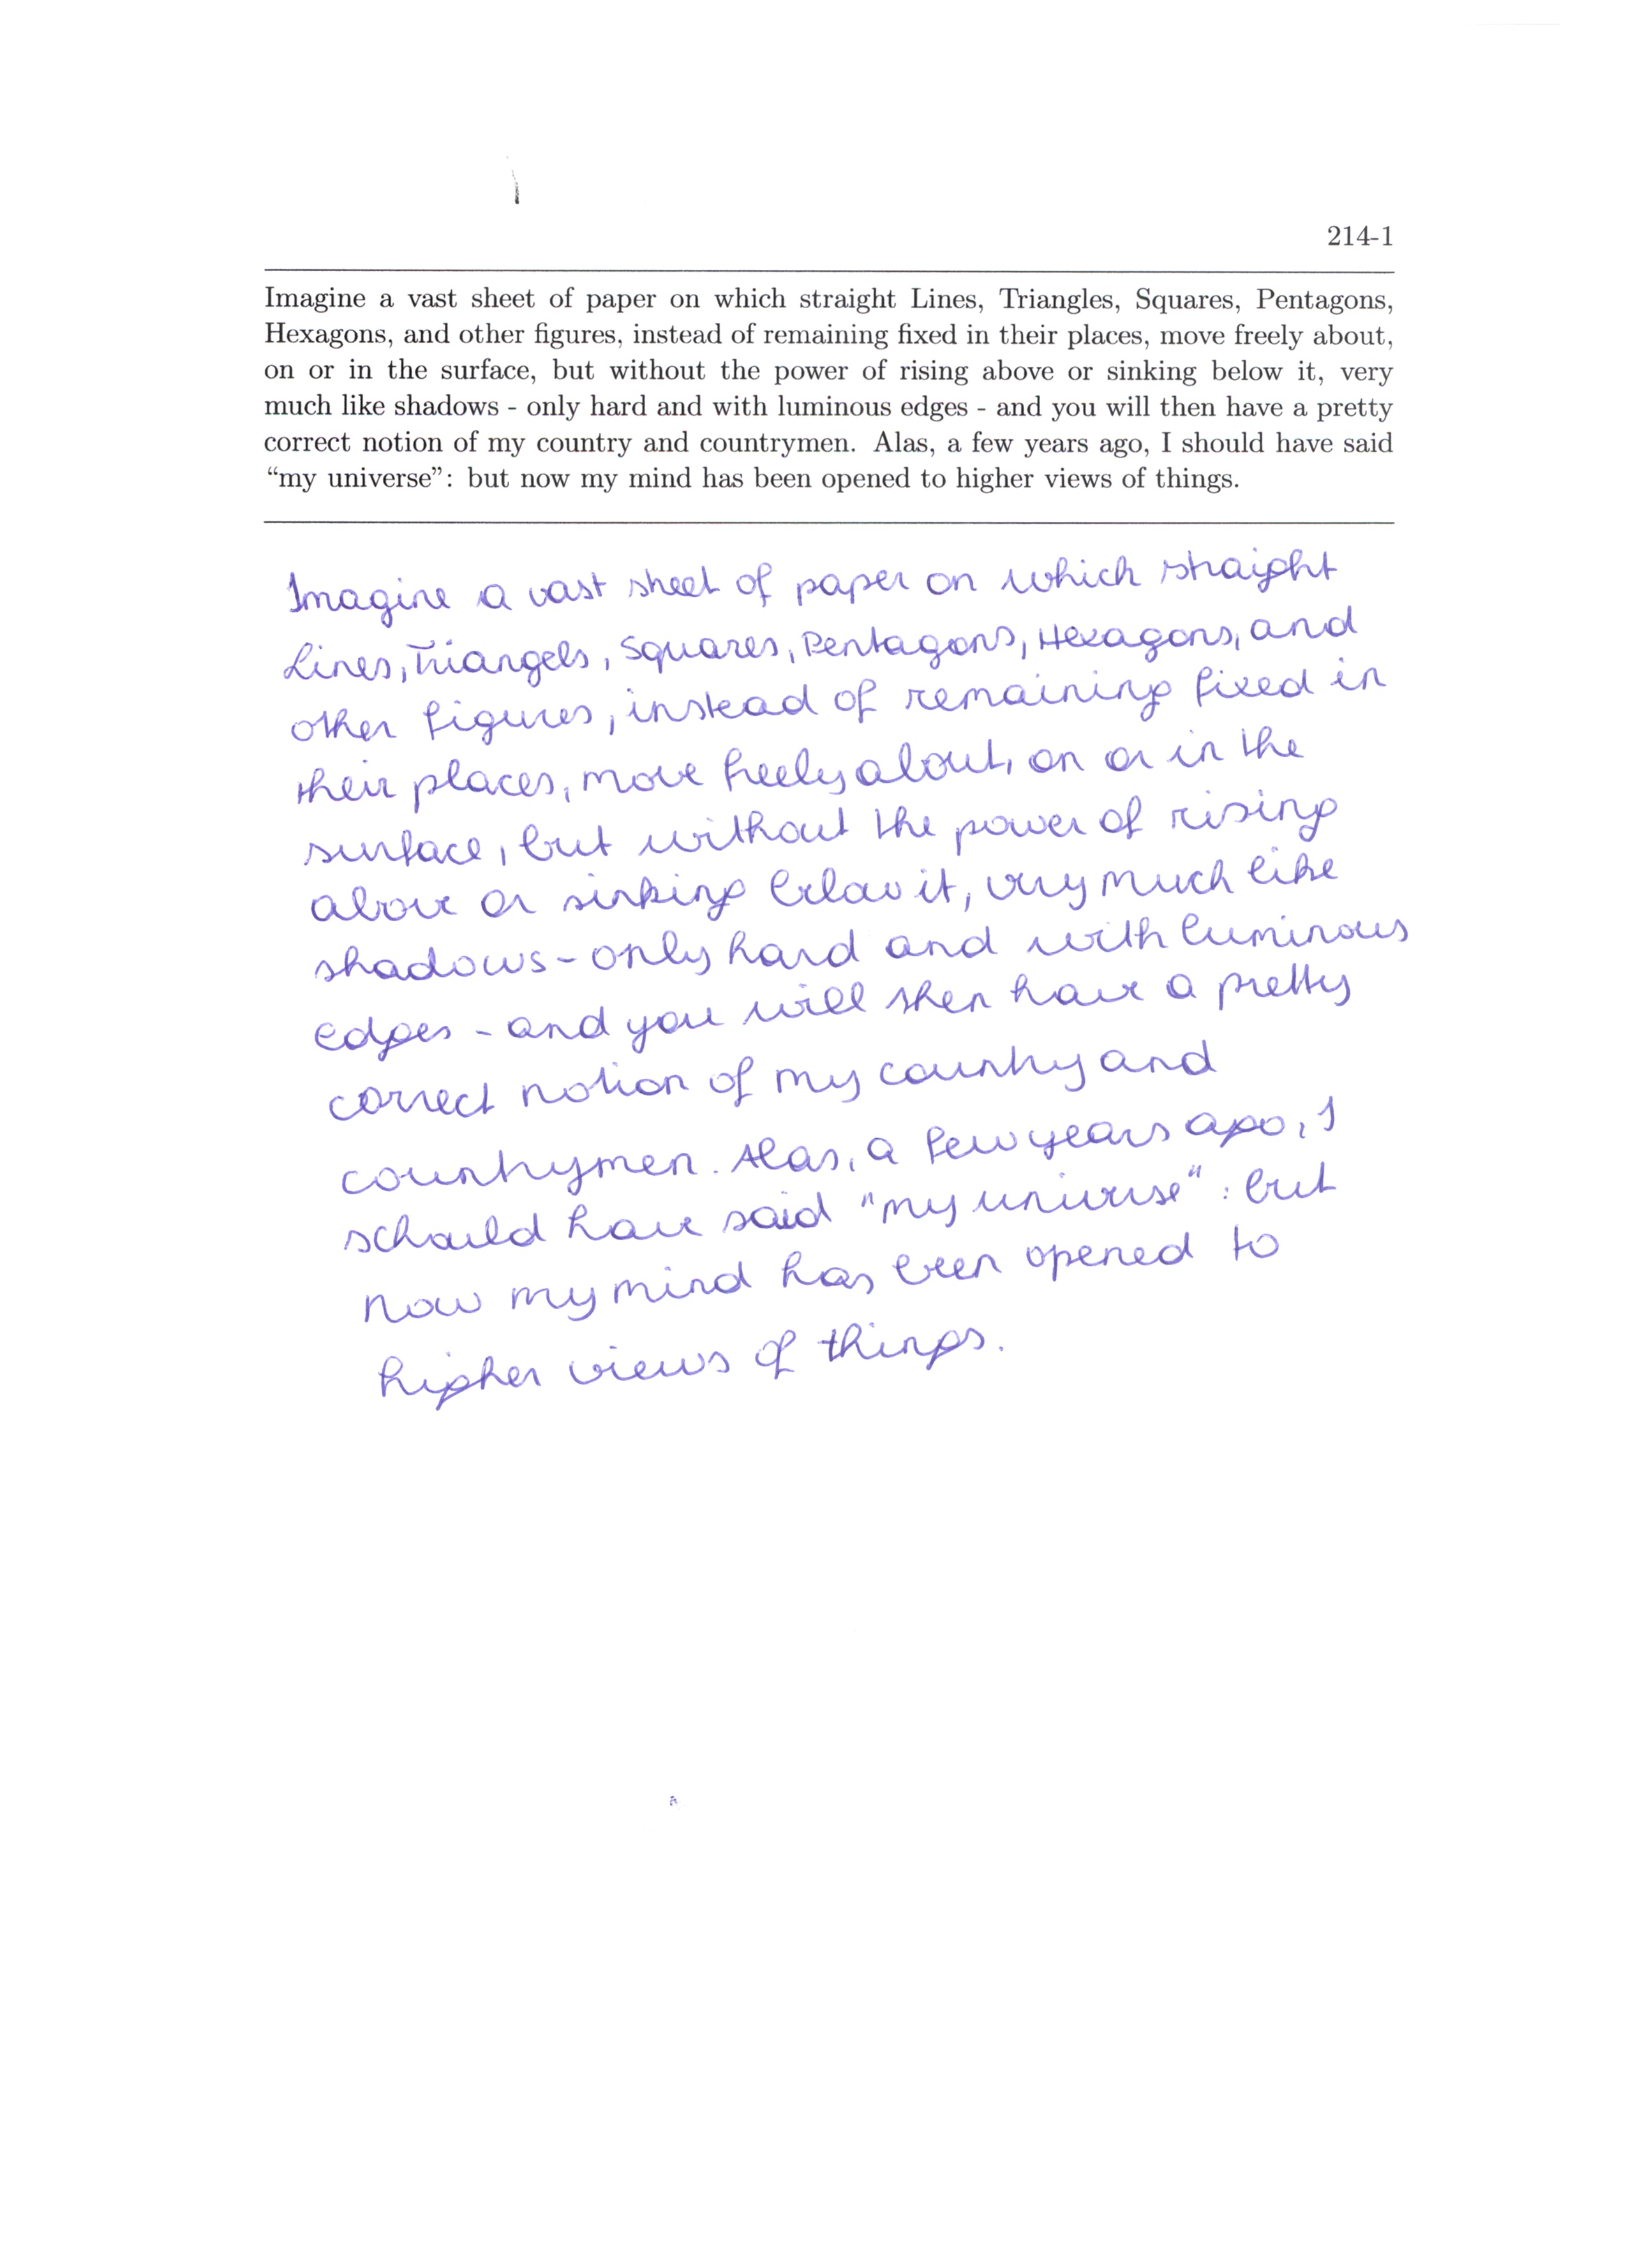 214-1
Imagine a vast sheet of paper on which straight Lines, Triangles, Squares, Pentagons,
Hexagons, and other figures, instead of remaining fixed in their places, move freely about,
on or in the surface, but without the power of rising above or sinking below it, very
much like shadows - only hard and with luminous edges - and you will then have a pretty
correct notion of my country and countrymen. Alas, a few years ago, I should have said
“my universe”: but now my mind has been opened to higher views of things.
Imagine a vast sheet of paper on which straight
Lines, Triangels, Squares, Pentagons, Hexagons, and
other figures, instead of remaining fixed in
their places, move freely about, on or in the
surface, but without the power of rising
above or sinking below it, very much like
shadows - only hard and with luminous
edges - and you will then have a pretty
correct notion of my country and
countrymen. Alas, a few years ago, I
schould have said "my universe": but
now my mind has been opened to
higher views of things.